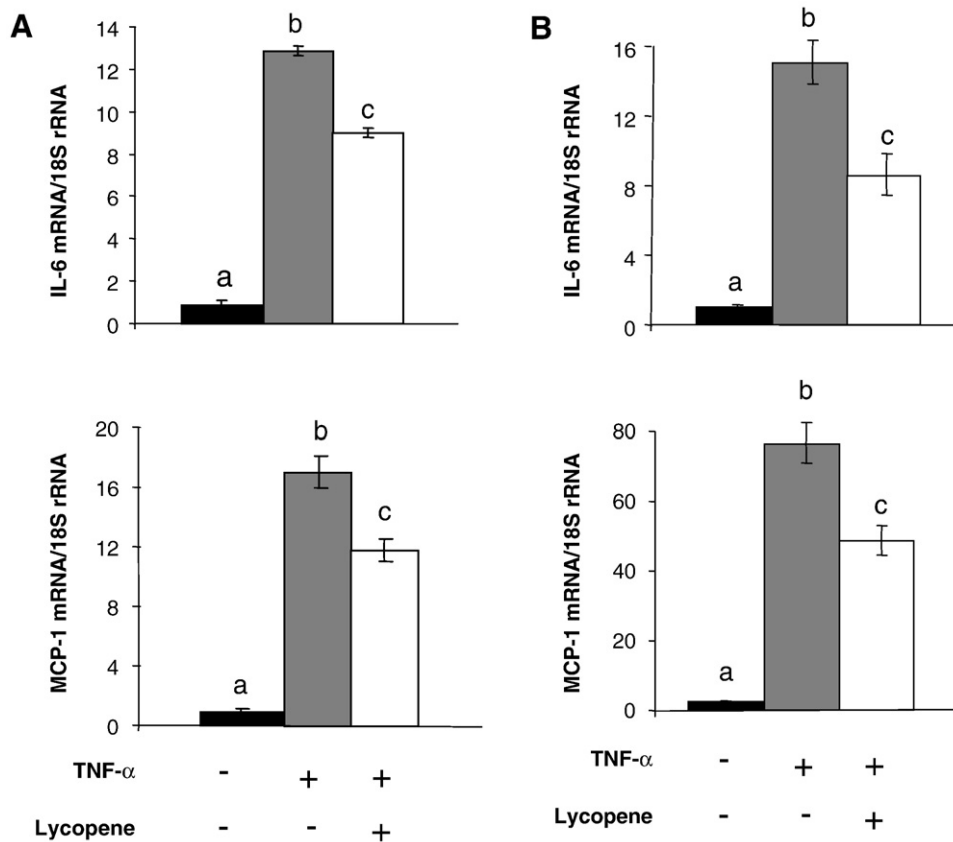 A
IL-6 mRNA/18S rRNA
14
12
10
8
6
4
2
0
a
b
c
B
IL-6 mRNA/18S rRNA
16
12
8
4
0
a
b
c
MCP-1 mRNA/18S rRNA
20
16
12
8
4
0
a
b
c
MCP-1 mRNA/18S rRNA
80
60
40
20
0
a
b
c
TNF-α - + +
Lycopene - - +
TNF-α - + +
Lycopene - - +